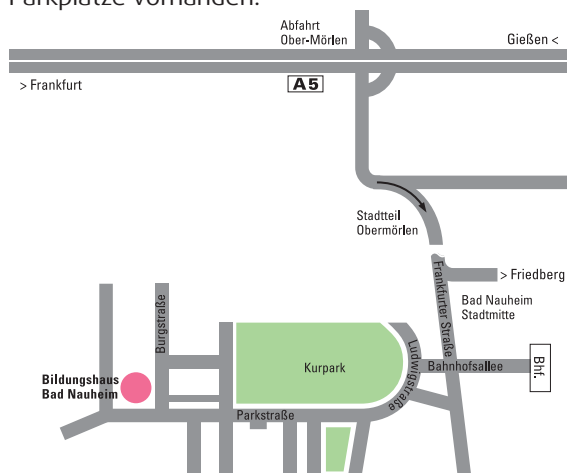 Parkplätze vorhanden.
Abfahrt
Ober-Mörlen
Gießen <
> Frankfurt
A5
Stadtteil
Obermörlen
> Friedberg
Frankfurter Straße
Bad Nauheim
Stadtmitte
Burgstraße
Kurpark
Ludwigstraße
Bahnhofsallee
Bhf.
Bildungshaus
Bad Nauheim
Parkstraße